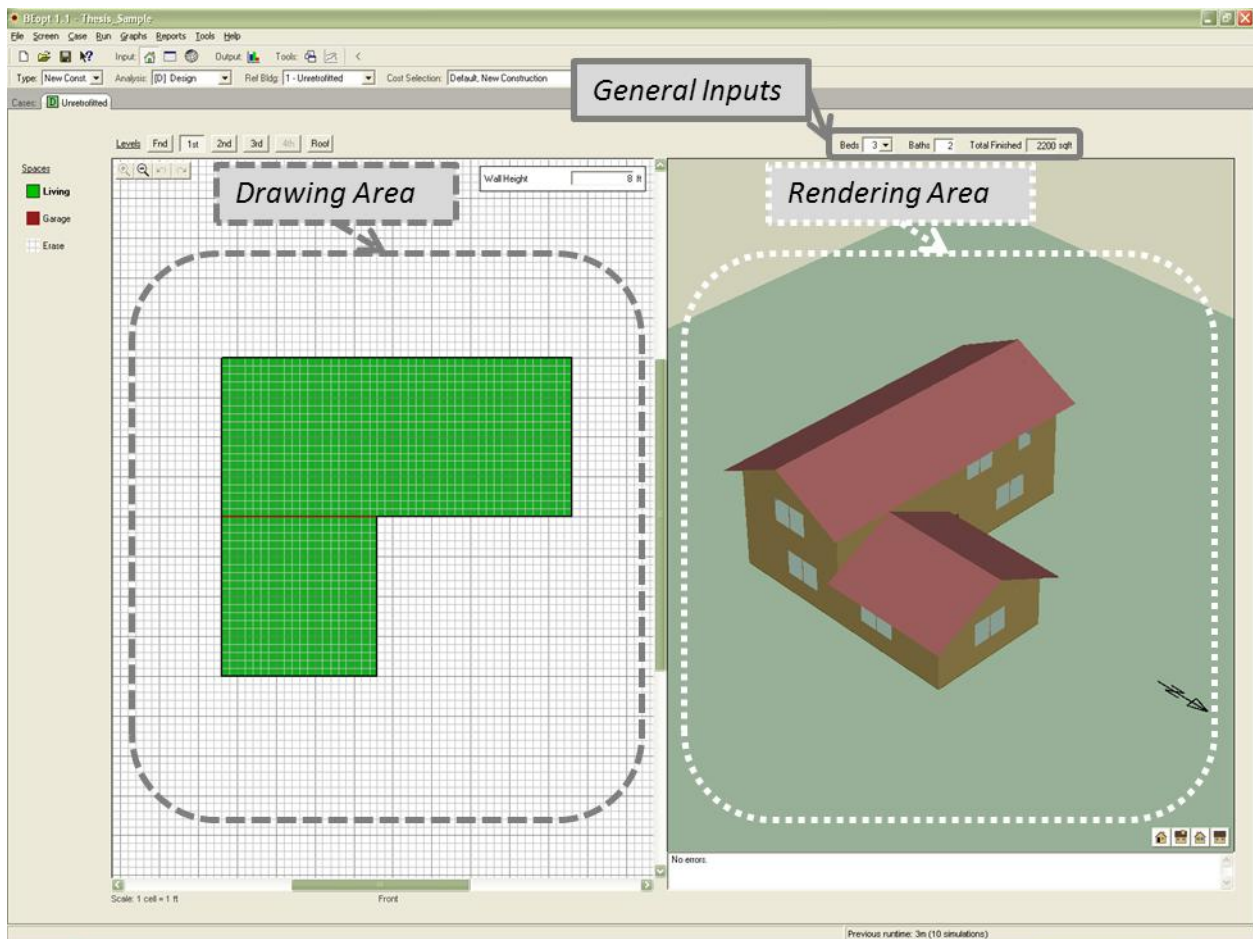 BEopt 1.1 - Thesis_Sample
File Screen Case Run Graphs Reports Tools Help
Input: Output: Tools:
Type: New Const. Analysis: [D] Design Ref Bldg: 1 - Unretrofitted Cost Selection: Default, New Construction
General Inputs
Cases: D Unretrofitted
Levels Fnd 1st 2nd 3rd 4th Roof
Beds 3 Baths 2 Total Finished 2200 sqft
Spaces
Living
Garage
Erase
Wall Height 8 ft
Drawing Area
Rendering Area
N
No errors.
Scale: 1 cell = 1 ft
Front
Previous runtime: 3m (10 simulations)